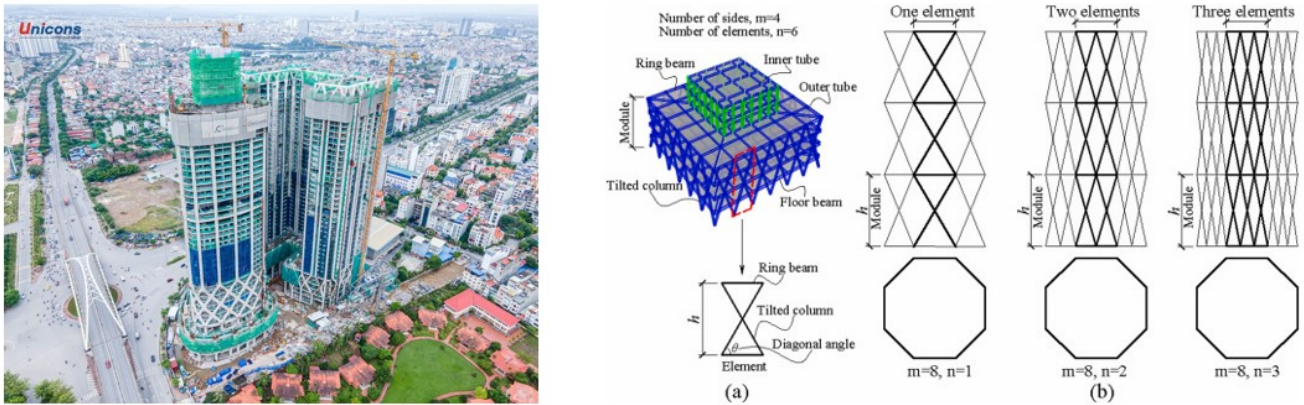 Unicons
Number of sides, m=4
Number of elements, n=6
Ring beam
Inner tube
Outer tube
Module
Tilted column
Floor beam
Ring beam
h
Tilted column
θ
Diagonal angle
Element
(a)
One element
Two elements
Three elements
h
Module
h
Module
h
Module
m=8, n=1
m=8, n=2
m=8, n=3
(b)